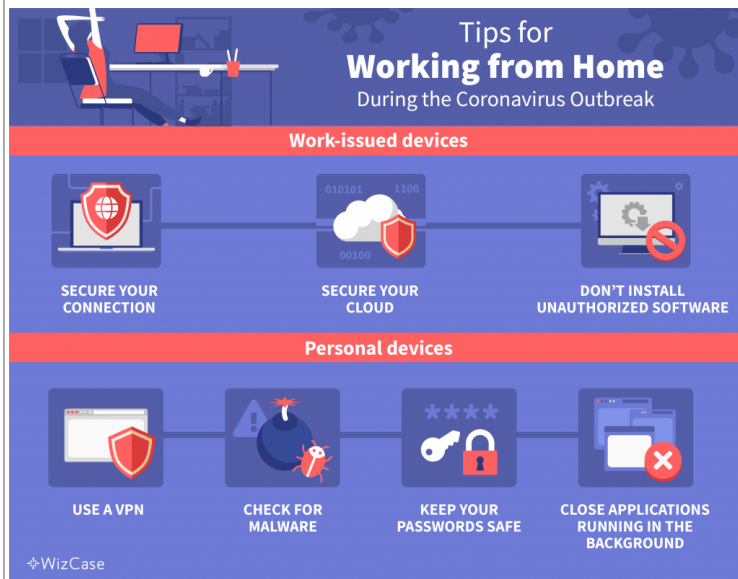 Tips for
Working from Home
During the Coronavirus Outbreak
Work-issued devices
010101 1100
00100
SECURE YOUR
CONNECTION
SECURE YOUR
CLOUD
DON'T INSTALL
UNAUTHORIZED SOFTWARE
Personal devices
****
USE A VPN
CHECK FOR
MALWARE
KEEP YOUR
PASSWORDS SAFE
CLOSE APPLICATIONS
RUNNING IN THE
BACKGROUND
WizCase